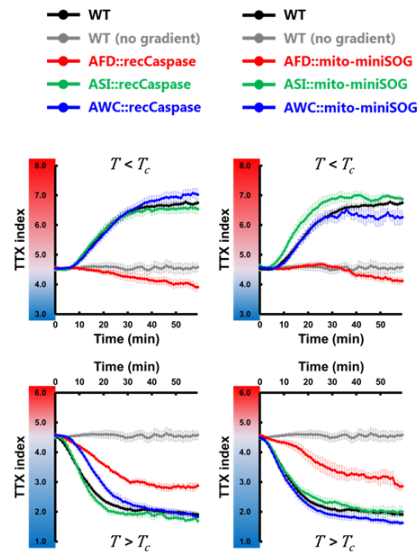 WT
WT (no gradient)
AFD::recCaspase
ASI::recCaspase
AWC::recCaspase
WT
WT (no gradient)
AFD::mito-miniSOG
ASI::mito-miniSOG
AWC::mito-miniSOG
8.0
7.0
6.0
5.0
4.0
3.0
TTX index
T < Tc
0 10 20 30 40 50
Time (min)
8.0
7.0
6.0
5.0
4.0
3.0
TTX index
T < Tc
0 10 20 30 40 50
Time (min)
Time (min)
0 10 20 30 40 50
6.0
5.0
4.0
3.0
2.0
1.0
TTX index
T > Tc
Time (min)
0 10 20 30 40 50
6.0
5.0
4.0
3.0
2.0
1.0
TTX index
T > Tc